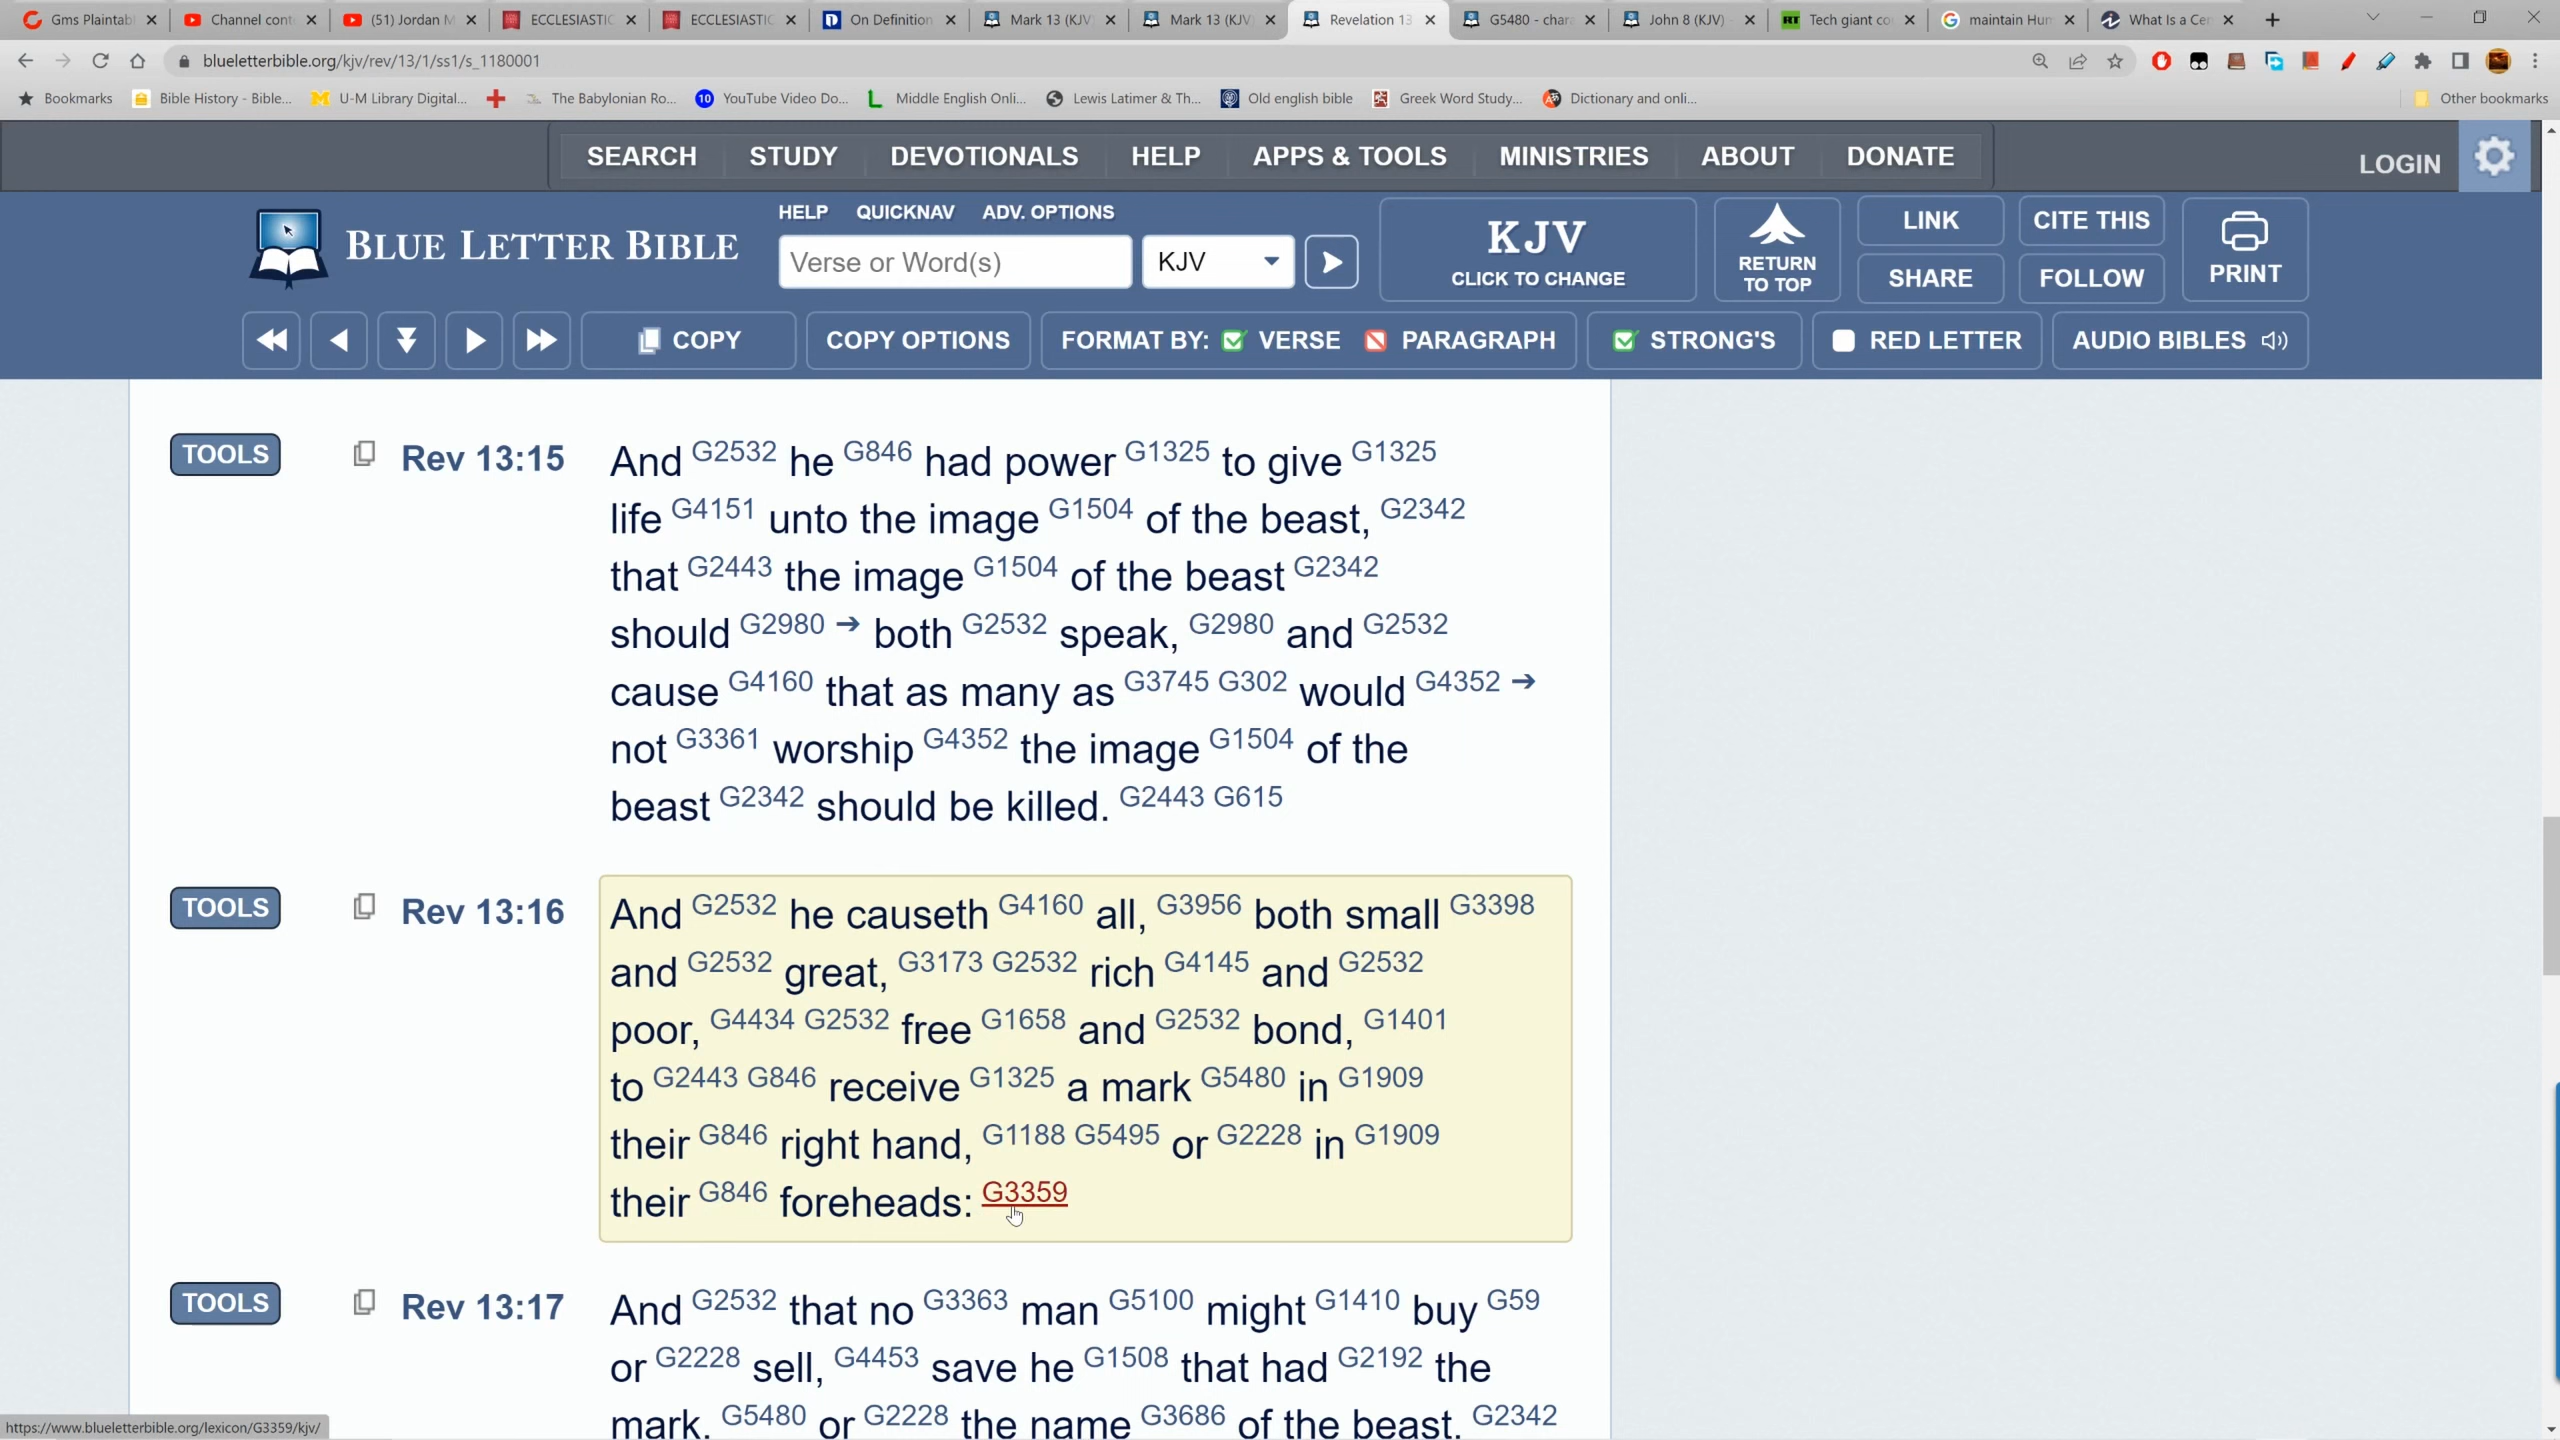 Gms Plaintab
Channel cont
(51) Jordan M
ECCLESIASTIC
ECCLESIASTIC
On Definition
Mark 13 (KJV)
Mark 13 (KJV)
Revelation 13
G5480 - chara
John 8 (KJV) -
Tech giant co
maintain Hum
What Is a Cer
blueletterbible.org/kjv/rev/13/1/ss1/s_1180001
Bookmarks
Bible History - Bible...
U-M Library Digital...
The Babylonian Ro...
10 YouTube Video Do...
Middle English Onli...
Lewis Latimer & Th...
Old english bible
Greek Word Study...
Dictionary and onli...
Other bookmarks
SEARCH STUDY DEVOTIONALS HELP APPS & TOOLS MINISTRIES ABOUT DONATE
LOGIN
BLUE LETTER BIBLE
HELP QUICKNAV ADV. OPTIONS
Verse or Word(s)
KJV
KJV
CLICK TO CHANGE
RETURN
TO TOP
LINK
CITE THIS
SHARE
FOLLOW
PRINT
COPY
COPY OPTIONS
FORMAT BY: VERSE PARAGRAPH
STRONG'S
RED LETTER
AUDIO BIBLES
TOOLS
Rev 13:15
And G2532 he G846 had power G1325 to give G1325
life G4151 unto the image G1504 of the beast, G2342
that G2443 the image G1504 of the beast G2342
should G2980 ➔ both G2532 speak, G2980 and G2532
cause G4160 that as many as G3745 G302 would G4352 ➔
not G3361 worship G4352 the image G1504 of the
beast G2342 should be killed. G2443 G615
TOOLS
Rev 13:16
And G2532 he causeth G4160 all, G3956 both small G3398
and G2532 great, G3173 G2532 rich G4145 and G2532
poor, G4434 G2532 free G1658 and G2532 bond, G1401
to G2443 G846 receive G1325 a mark G5480 in G1909
their G846 right hand, G1188 G5495 or G2228 in G1909
their G846 foreheads: G3359
TOOLS
Rev 13:17
And G2532 that no G3363 man G5100 might G1410 buy G59
or G2228 sell, G4453 save he G1508 that had G2192 the
mark, G5480 or G2228 the name G3686 of the beast, G2342
https://www.blueletterbible.org/lexicon/G3359/kjv/